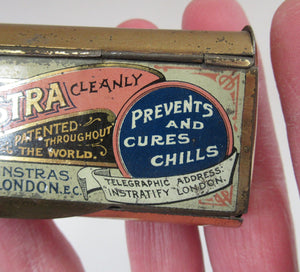 STRA CLEANLY
PATENTED
THROUGHOUT
THE WORLD.
PREVENTS
AND
CURES
CHILLS
NSTRAS
LONDON. E.C.
TELEGRAPHIC ADDRESS:
INSTRATIFY LONDON.